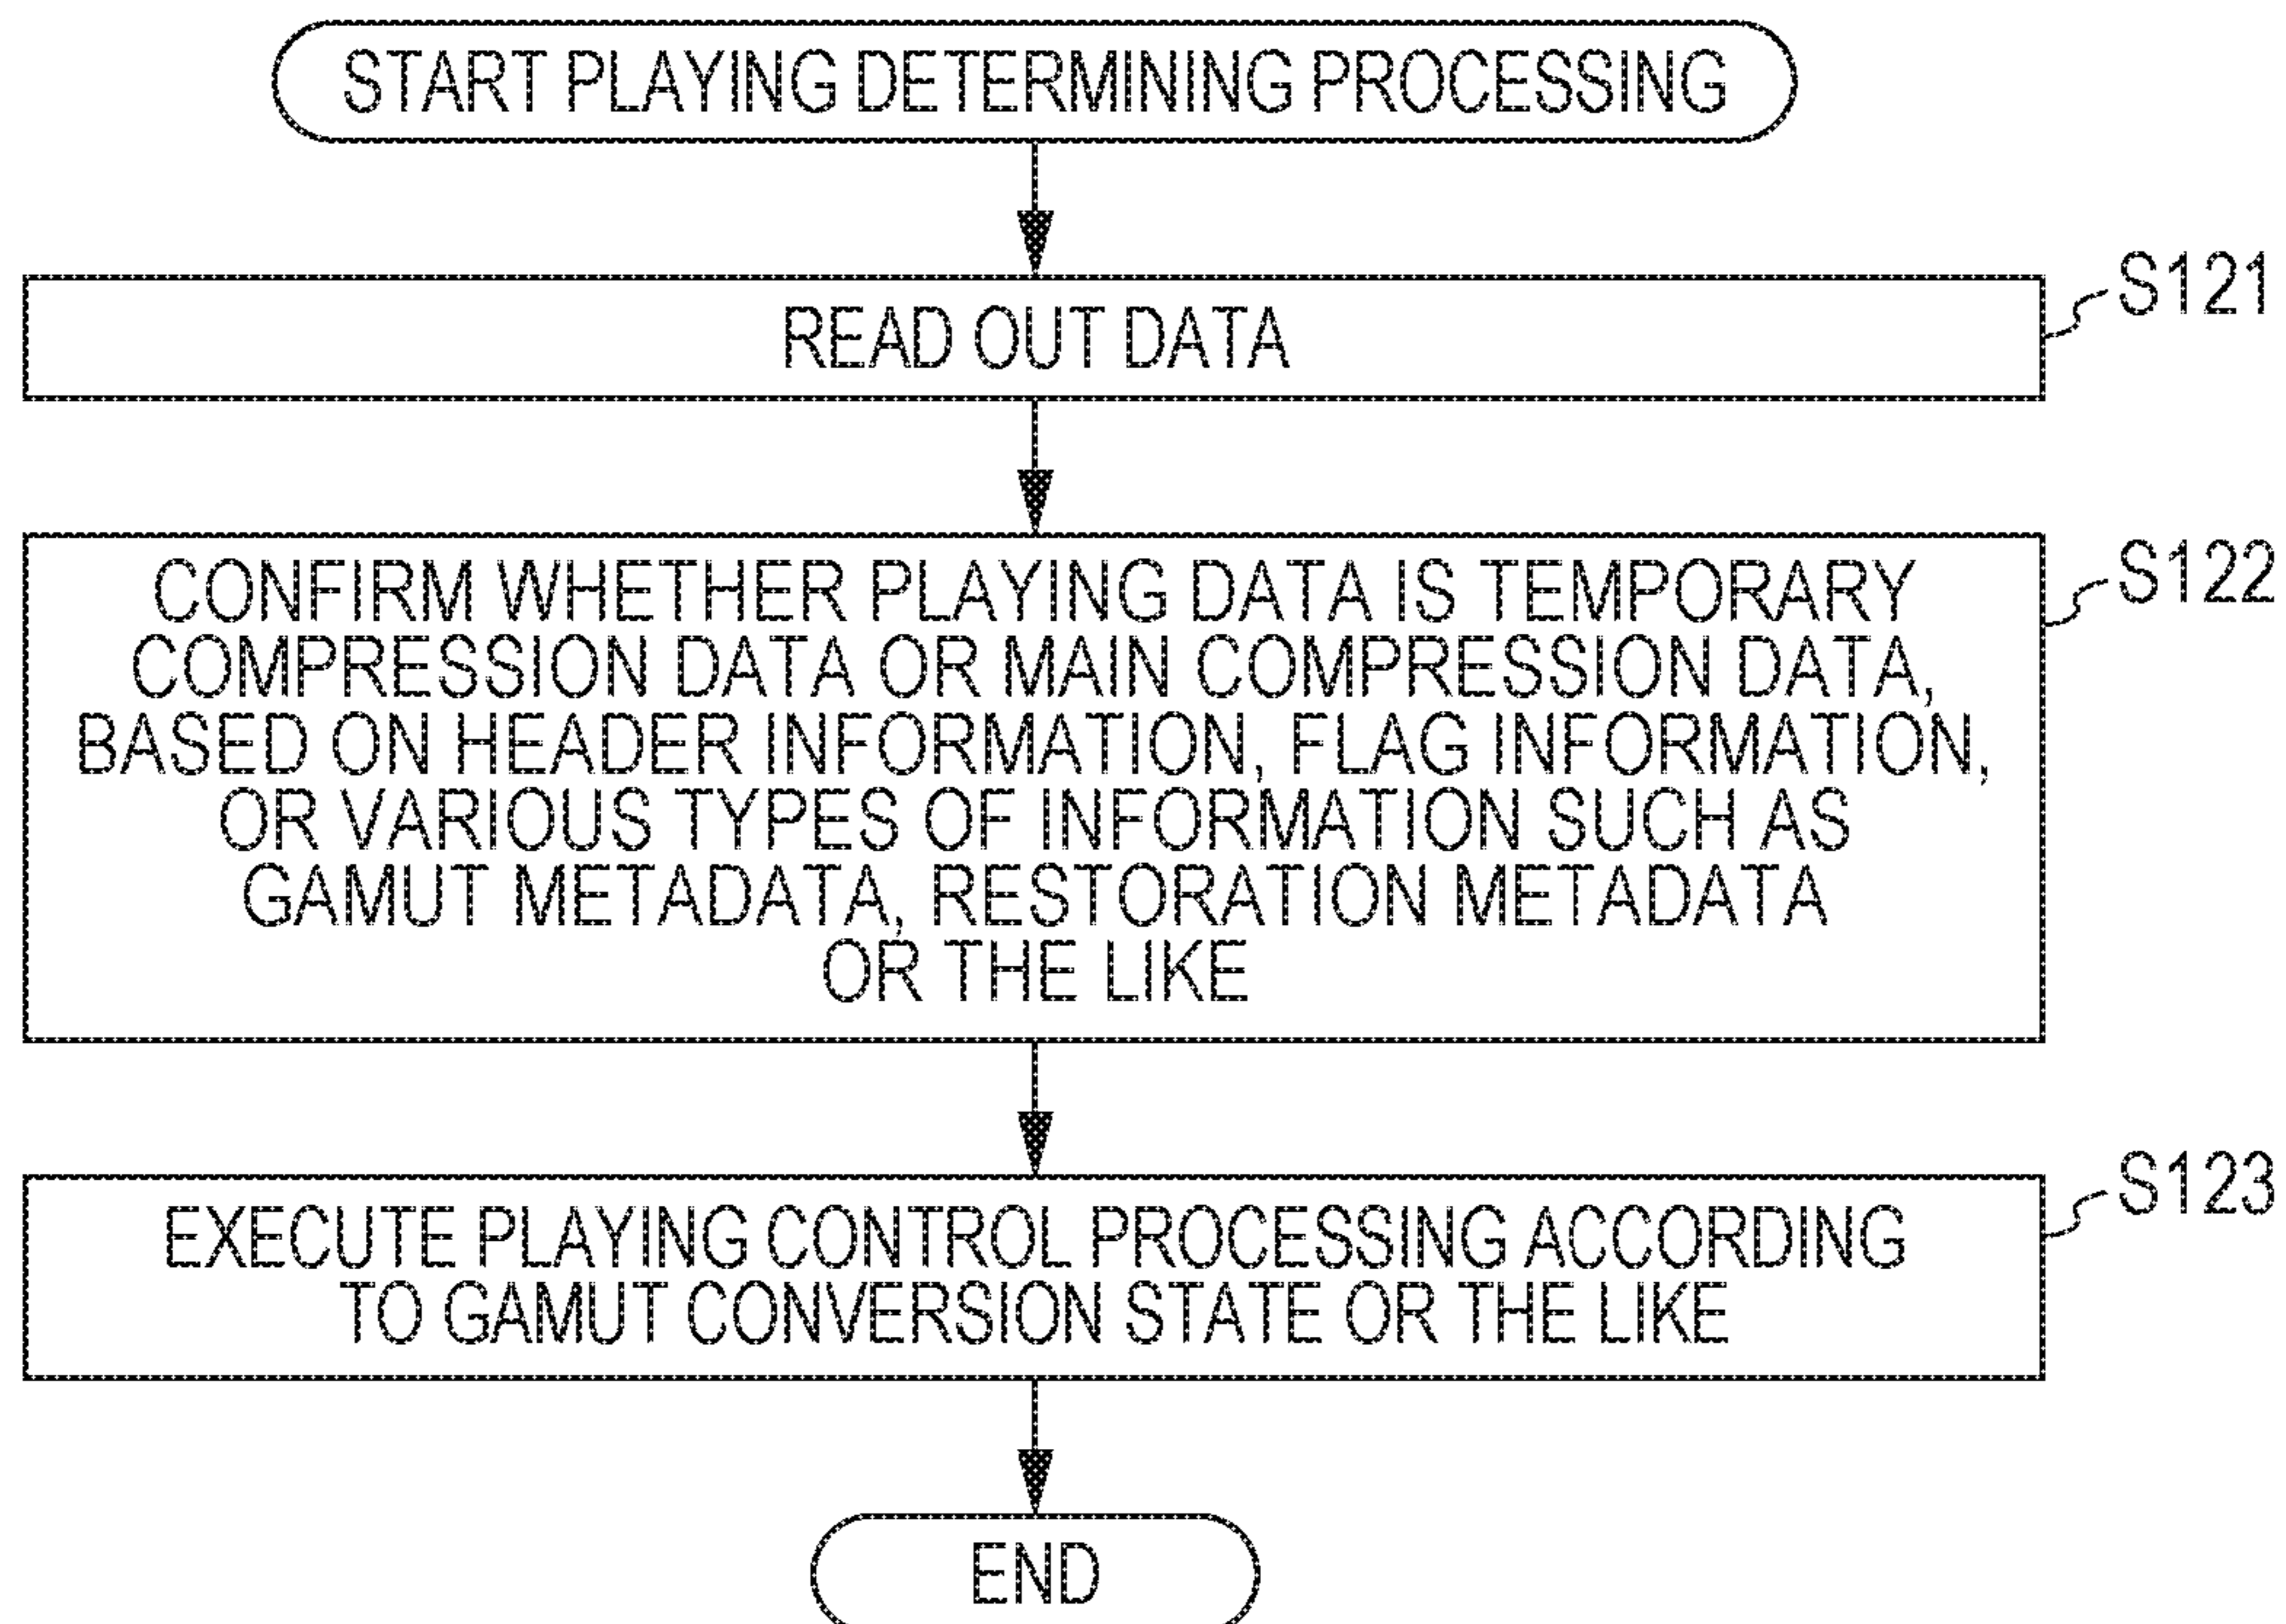 START PLAYING DETERMINING PROCESSING
READ OUT DATA
S121
CONFIRM WHETHER PLAYING DATA IS TEMPORARY
COMPRESSION DATA OR MAIN COMPRESSION DATA,
BASED ON HEADER INFORMATION, FLAG INFORMATION,
OR VARIOUS TYPES OF INFORMATION SUCH AS
GAMUT METADATA, RESTORATION METADATA
OR THE LIKE
S122
EXECUTE PLAYING CONTROL PROCESSING ACCORDING
TO GAMUT CONVERSION STATE OR THE LIKE
S123
END